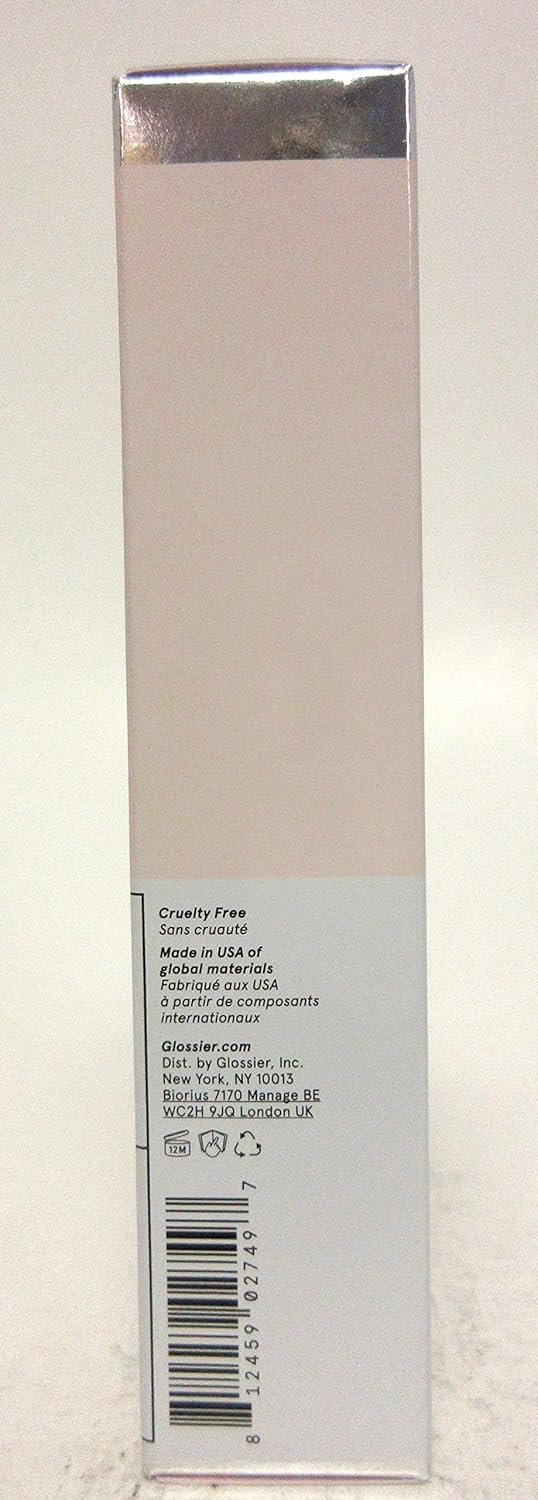 Cruelty Free
Sans cruauté
Made in USA of
global materials
Fabriqué aux USA
à partir de composants
internationaux
Glossier.com
Dist. by Glossier, Inc.
New York, NY 10013
Biorius 7170 Manage BE
WC2H 9JQ London UK
12M
8 12459 02749 7